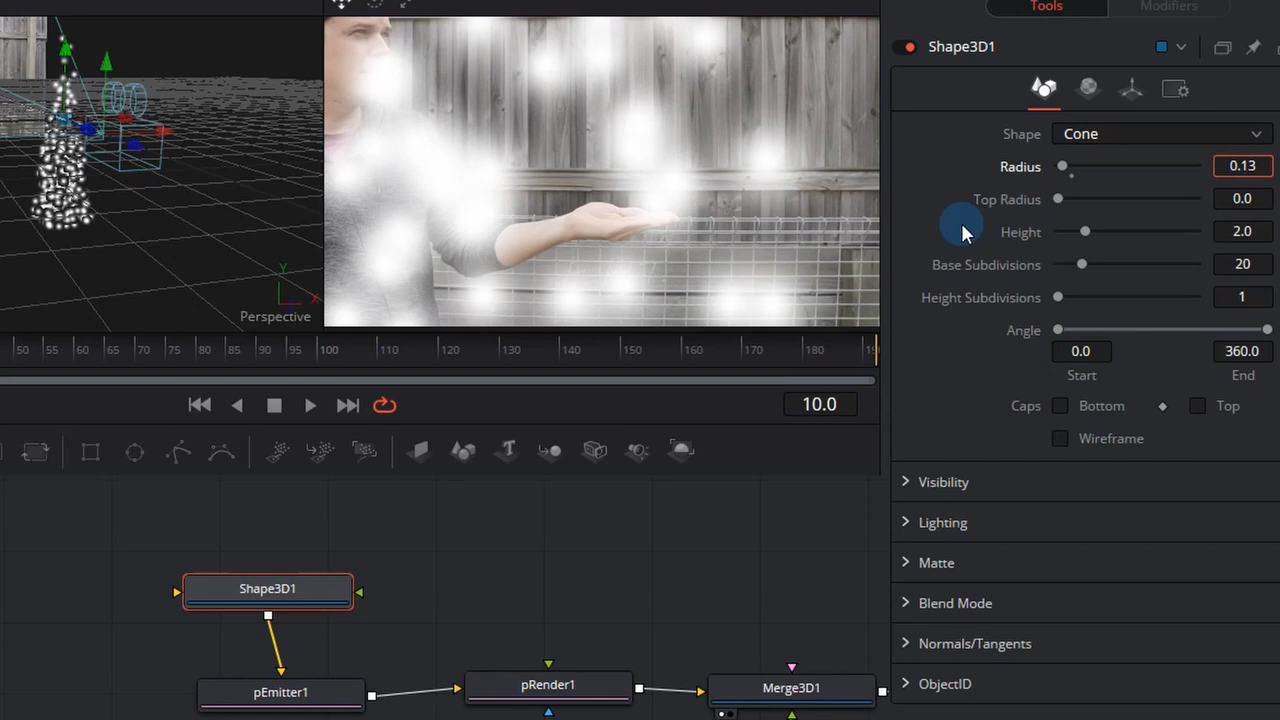 Tools
Modifiers
Shape3D1
Shape
Cone
Radius
0.13
Top Radius
0.0
Height
2.0
Base Subdivisions
20
Height Subdivisions
1
Angle
0.0
360.0
Start
End
Caps
Bottom
Top
Wireframe
Visibility
Lighting
Matte
Blend Mode
Normals/Tangents
ObjectID
Y
X
Perspective
50 55 60 65 70 75 80 85 90 95 100 110 120 130 140 150 160 170 180
10.0
Shape3D1
pEmitter1
pRender1
Merge3D1